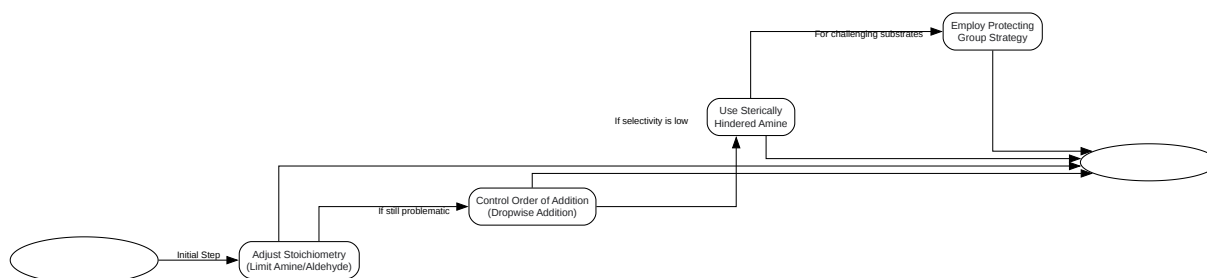 For challenging substrates
Employ Protecting
Group Strategy
If selectivity is low
Use Sterically
Hindered Amine
If still problematic
Control Order of Addition
(Dropwise Addition)
Initial Step
Adjust Stoichiometry
(Limit Amine/Aldehyde)